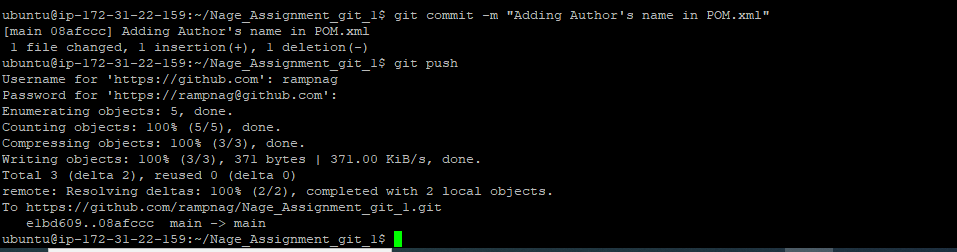 ubuntu@ip-172-31-22-159:~/Nage_Assignment_git_1$ git commit -m "Adding Author's name in POM.xml"
[main 08afccc] Adding Author's name in POM.xml
 1 file changed, 1 insertion(+), 1 deletion(-)
ubuntu@ip-172-31-22-159:~/Nage_Assignment_git_1$ git push
Username for 'https://github.com': rampnag
Password for 'https://rampnag@github.com':
Enumerating objects: 5, done.
Counting objects: 100% (5/5), done.
Compressing objects: 100% (3/3), done.
Writing objects: 100% (3/3), 371 bytes | 371.00 KiB/s, done.
Total 3 (delta 2), reused 0 (delta 0)
remote: Resolving deltas: 100% (2/2), completed with 2 local objects.
To https://github.com/rampnag/Nage_Assignment_git_1.git
   e1bd609..08afccc  main -> main
ubuntu@ip-172-31-22-159:~/Nage_Assignment_git_1$